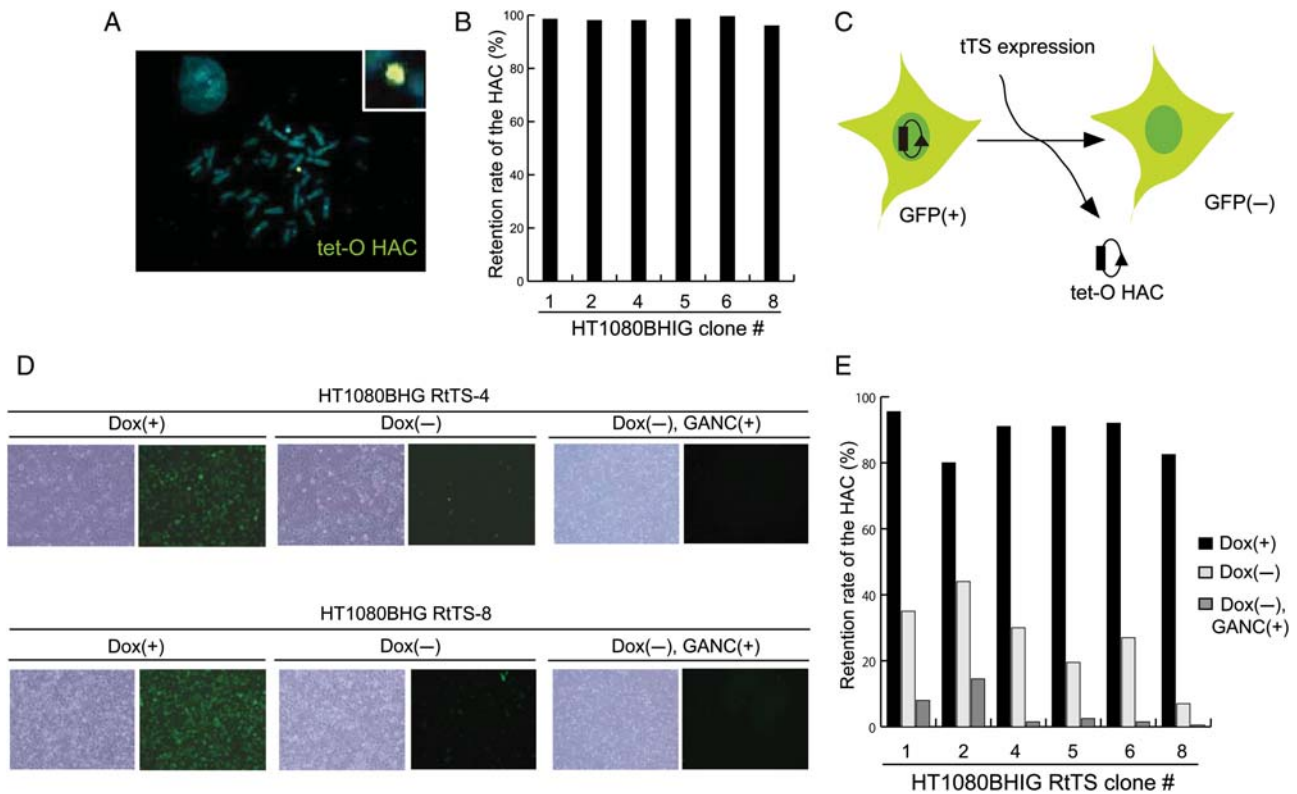 A
tet-O HAC
B
Retention rate of the HAC (%)
100
80
60
40
20
0
1 2 4 5 6 8
HT1080BHIG clone #
C
tTS expression
GFP(+)
GFP(—)
tet-O HAC
D
HT1080BHG RtTS-4
Dox(+) Dox(—) Dox(—), GANC(+)
HT1080BHG RtTS-8
Dox(+) Dox(—) Dox(—), GANC(+)
E
Retention rate of the HAC (%)
100
80
60
40
20
0
1 2 4 5 6 8
HT1080BHIG RtTS clone #
Dox(+)
Dox(—)
Dox(—),
GANC(+)